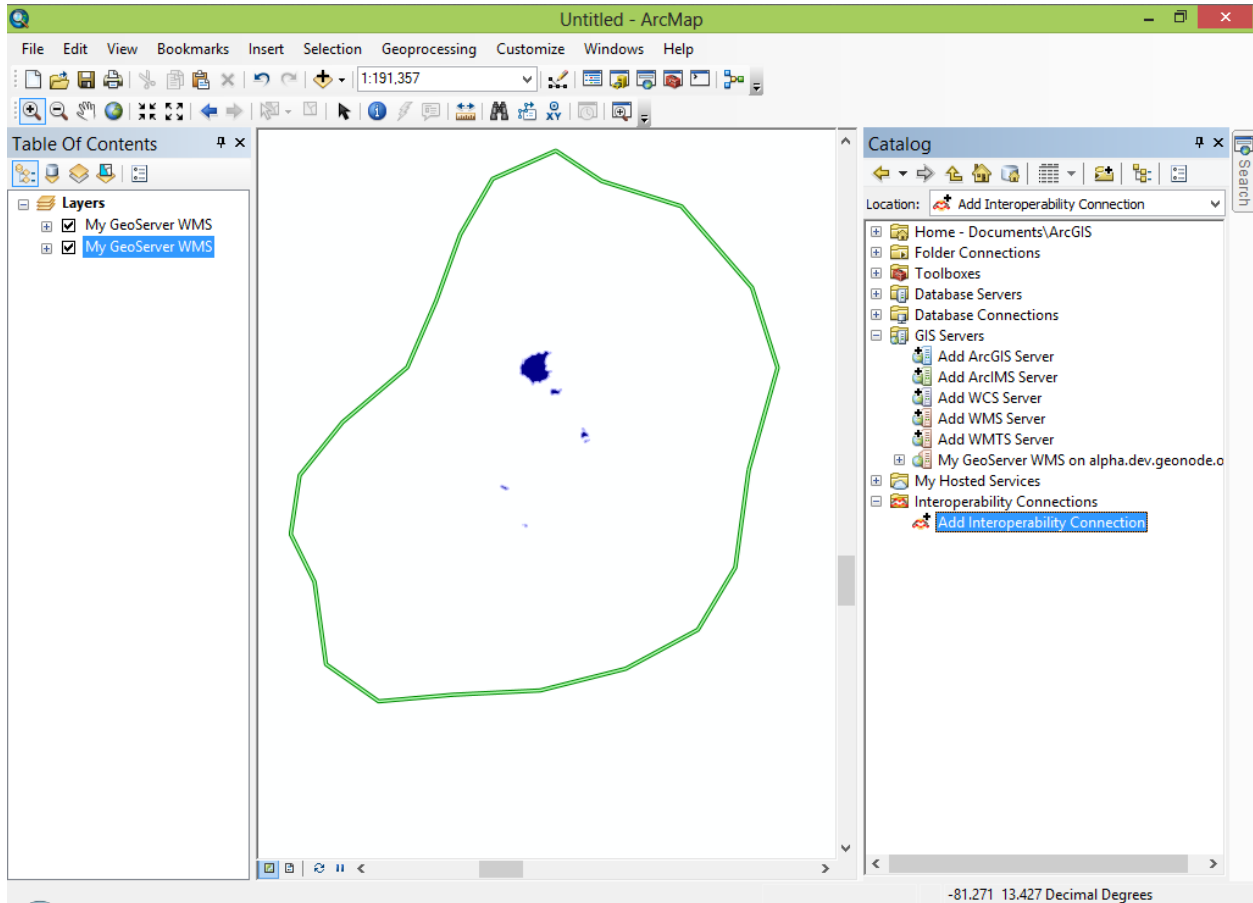 Untitled - ArcMap
File Edit View Bookmarks Insert Selection Geoprocessing Customize Windows Help
1:191,357
Table Of Contents
Layers
My GeoServer WMS
My GeoServer WMS
Catalog
Location: Add Interoperability Connection
Home - Documents\ArcGIS
Folder Connections
Toolboxes
Database Servers
Database Connections
GIS Servers
Add ArcGIS Server
Add ArcIMS Server
Add WCS Server
Add WMS Server
Add WMTS Server
My GeoServer WMS on alpha.dev.geonode.o
My Hosted Services
Interoperability Connections
Add Interoperability Connection
Search
-81.271 13.427 Decimal Degrees